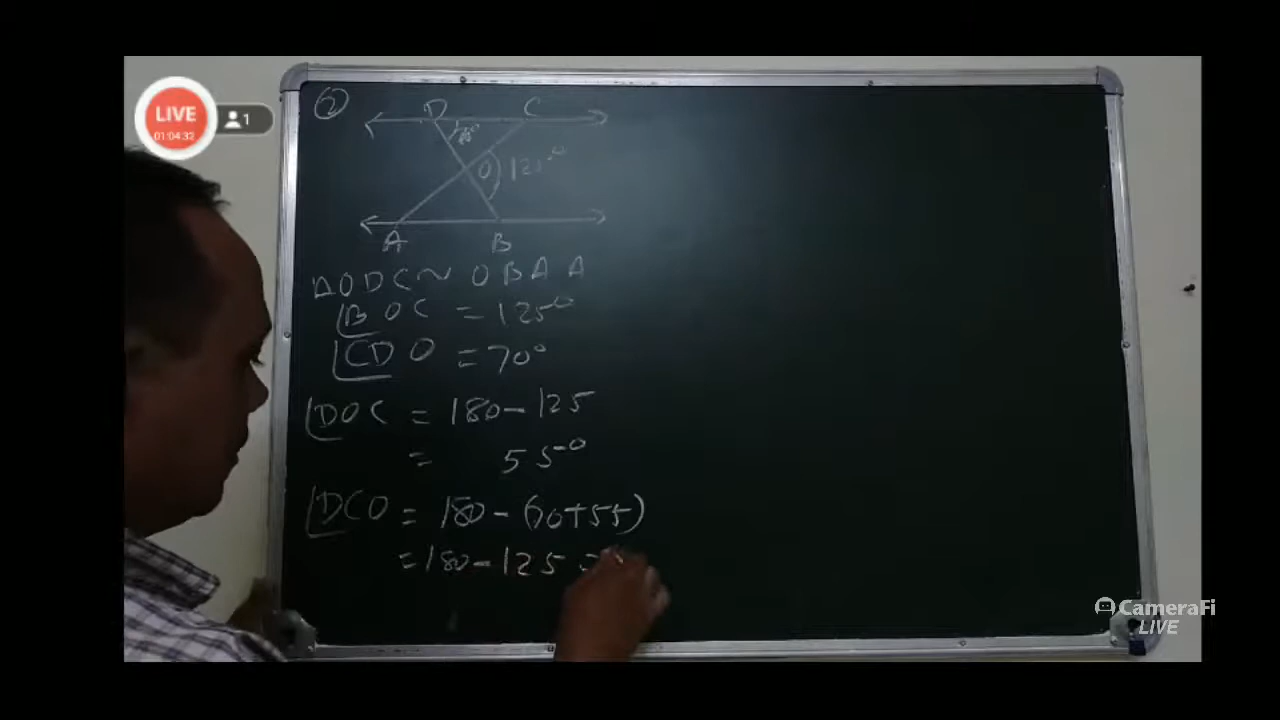 LIVE
01:04:32
1
2
D C
70°
O 125°
A B
ΔODC ~ OBA Δ
∠BOC = 125°
∠CDO = 70°
∠DOC = 180 - 125
= 55°
∠DCO = 180 - (70+55)
= 180 - 125 =
CameraFi
LIVE